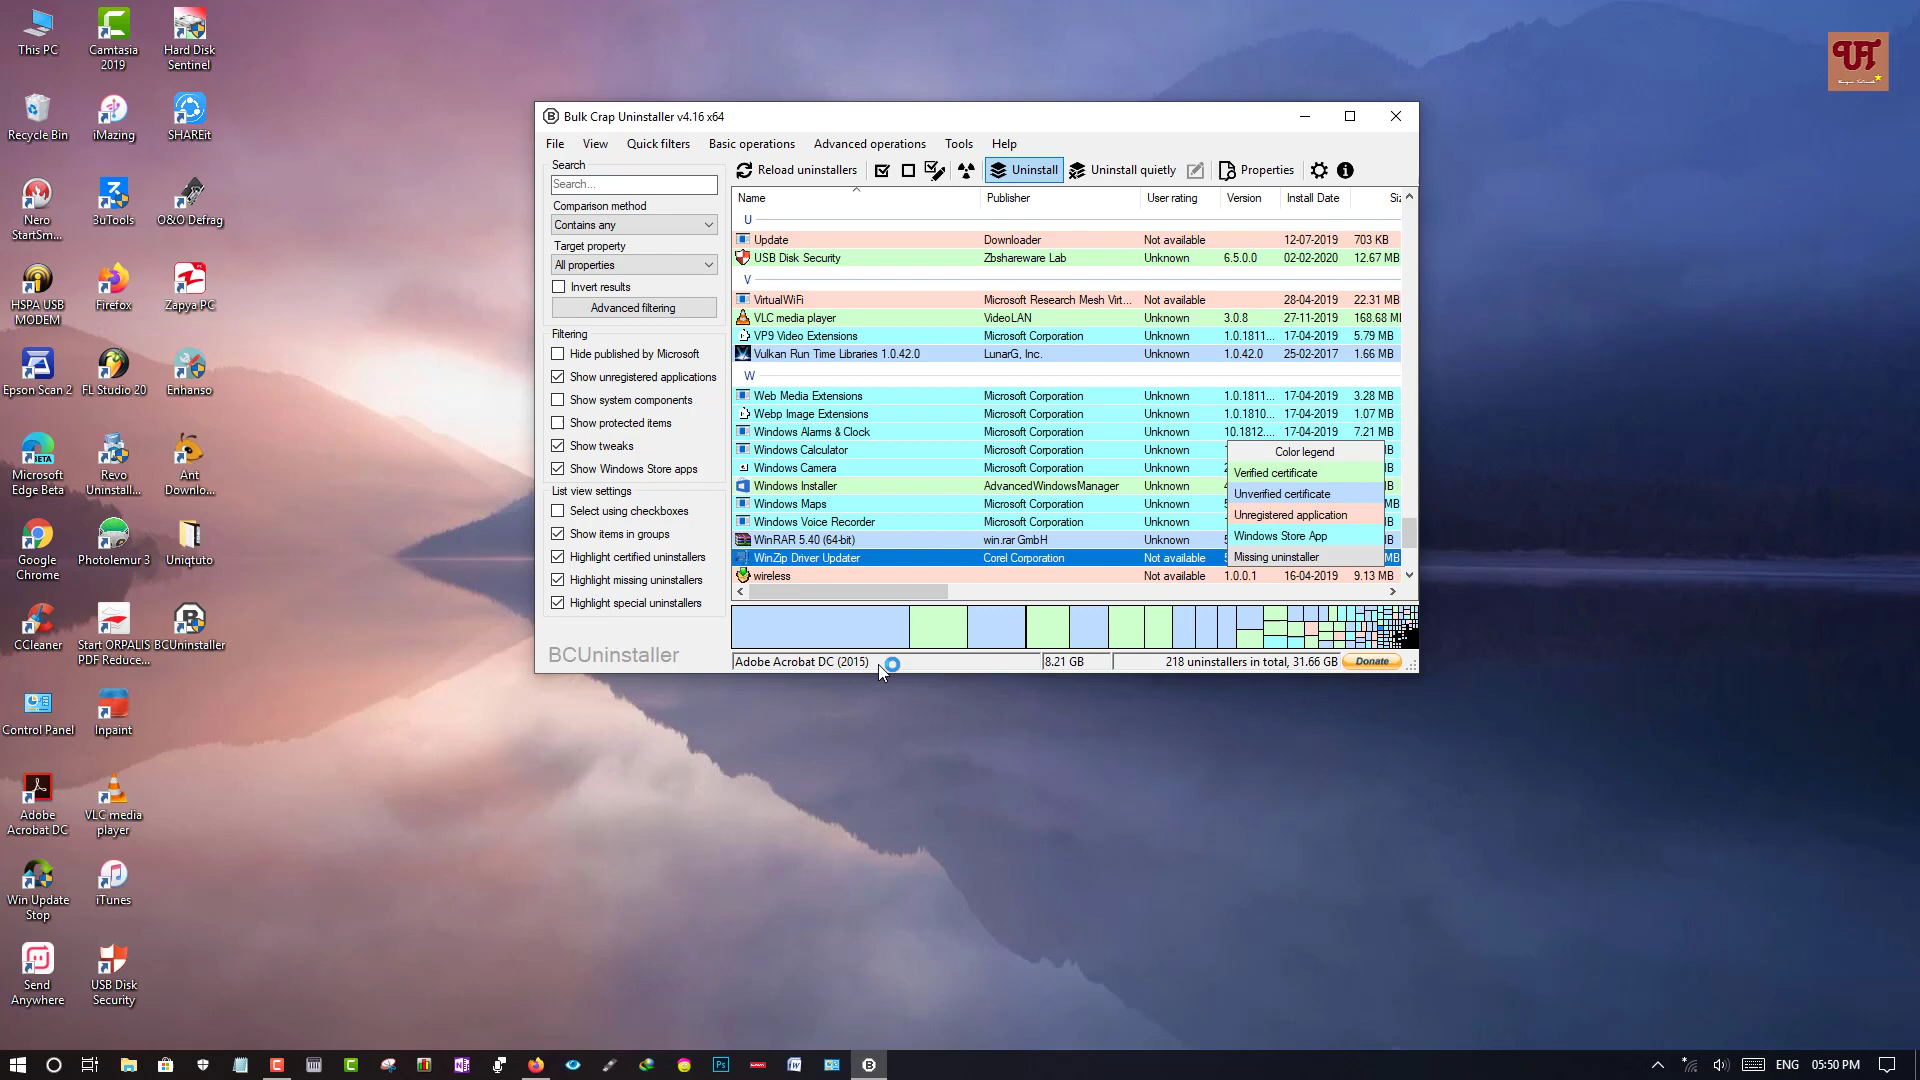 This PC
Camtasia
2019
Hard Disk
Sentinel
Recycle Bin
iMazing
SHAREit
Nero
StartSm...
3uTools
O&O Defrag
HSPA USB
MODEM
Firefox
Zapya PC
Epson Scan 2
FL Studio 20
Enhanso
Microsoft
Edge Beta
Revo
Uninstall...
Ant
Downlo...
Google
Chrome
Photolemur 3
Uniqtuto
CCleaner
Start ORPALIS
PDF Reduce...
BCUninstaller
Control Panel
Inpaint
Adobe
Acrobat DC
VLC media
player
Win Update
Stop
iTunes
Send
Anywhere
USB Disk
Security
Bulk Crap Uninstaller v4.16 x64
File View Quick filters Basic operations Advanced operations Tools Help
Search
Search...
Comparison method
Contains any
Target property
All properties
Invert results
Advanced filtering
Filtering
Hide published by Microsoft
Show unregistered applications
Show system components
Show protected items
Show tweaks
Show Windows Store apps
List view settings
Select using checkboxes
Show items in groups
Highlight certified uninstallers
Highlight missing uninstallers
Highlight special uninstallers
BCUninstaller
Reload uninstallers Uninstall Uninstall quietly Properties
Name Publisher User rating Version Install Date Siz
U
Update Downloader Not available 12-07-2019 703 KB
USB Disk Security Zbshareware Lab Unknown 6.5.0.0 02-02-2020 12.67 MB
V
VirtualWiFi Microsoft Research Mesh Virt... Not available 28-04-2019 22.31 MB
VLC media player VideoLAN Unknown 3.0.8 27-11-2019 168.68 M
VP9 Video Extensions Microsoft Corporation Unknown 1.0.1811... 17-04-2019 5.79 MB
Vulkan Run Time Libraries 1.0.42.0 LunarG, Inc. Unknown 1.0.42.0 25-02-2017 1.66 MB
W
Web Media Extensions Microsoft Corporation Unknown 1.0.1811... 17-04-2019 3.28 MB
Webp Image Extensions Microsoft Corporation Unknown 1.0.1810... 17-04-2019 1.07 MB
Windows Alarms & Clock Microsoft Corporation Unknown 10.1812.... 17-04-2019 7.21 MB
Windows Calculator Microsoft Corporation Unknown
Windows Camera Microsoft Corporation Unknown
Windows Installer AdvancedWindowsManager Unknown
Windows Maps Microsoft Corporation Unknown MB
Windows Voice Recorder Microsoft Corporation Unknown
WinRAR 5.40 (64-bit) win.rar GmbH Unknown
WinZip Driver Updater Corel Corporation Not available MB
wireless Not available 1.0.0.1 16-04-2019 9.13 MB
Color legend
Verified certificate
Unverified certificate
Unregistered application
Windows Store App
Missing uninstaller
Adobe Acrobat DC (2015) 8.21 GB 218 uninstallers in total, 31.66 GB Donate
ENG 05:50 PM